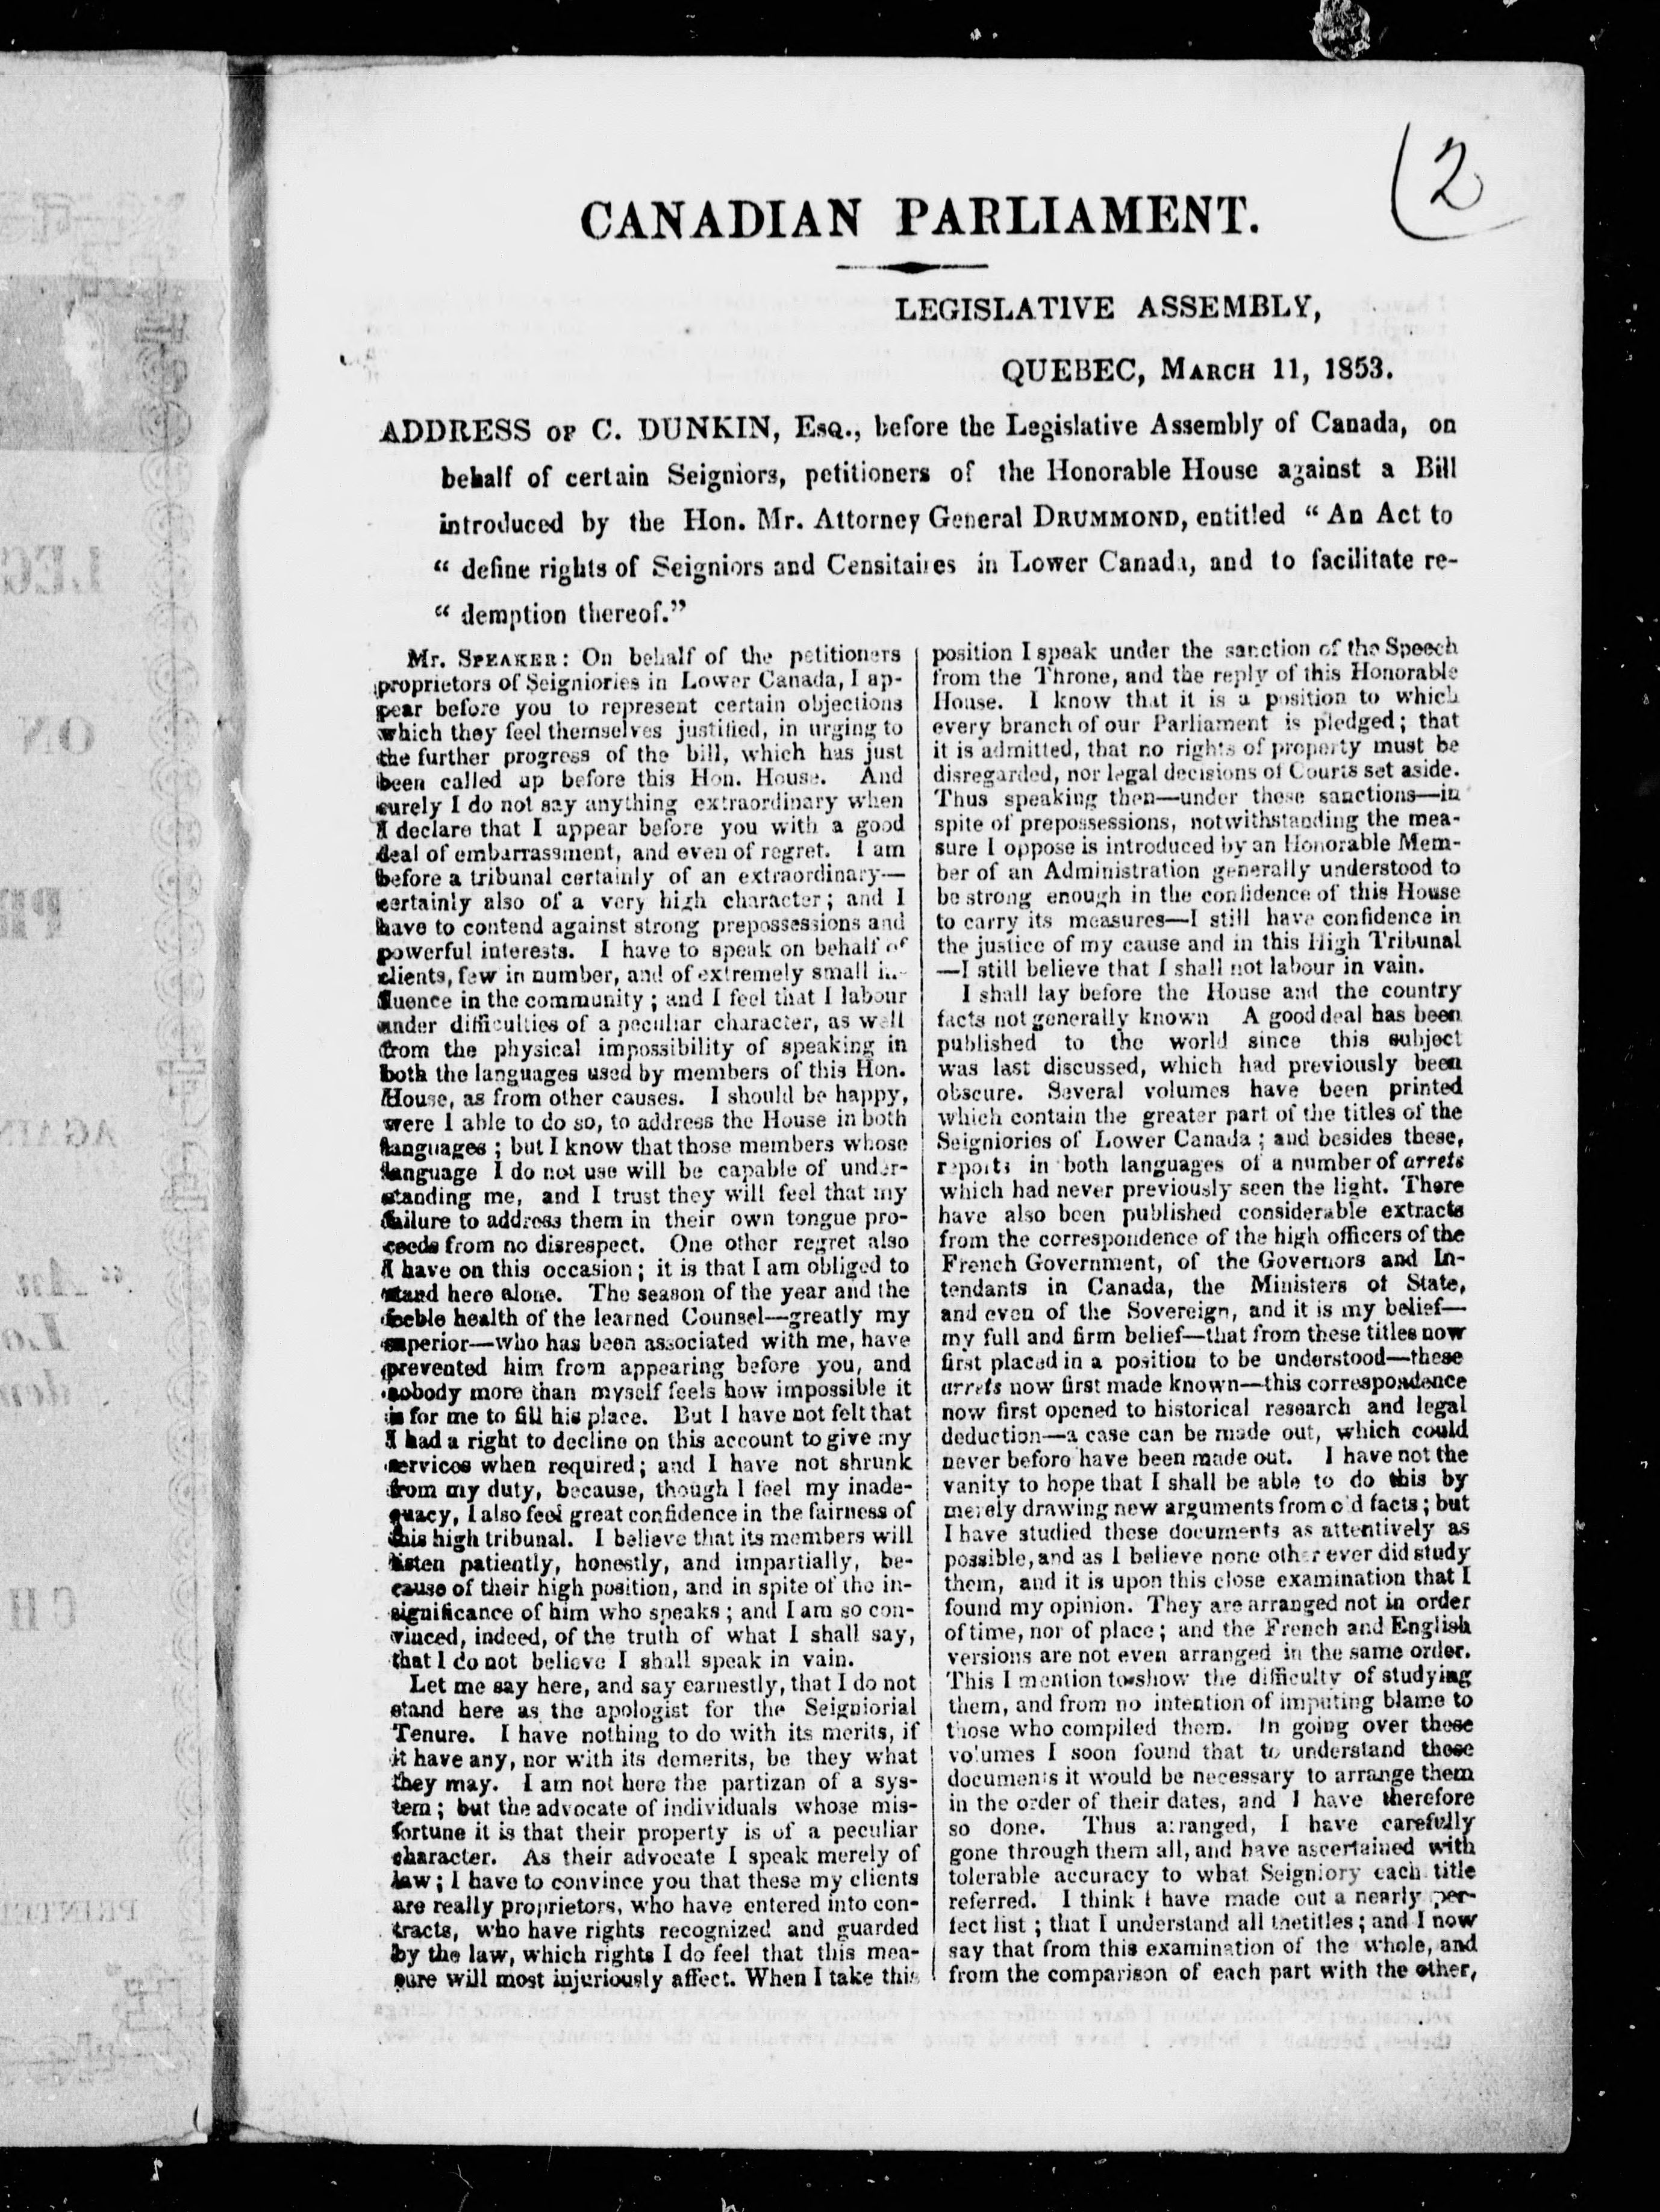 2
CANADIAN PARLIAMENT.
LEGISLATIVE ASSEMBLY,
QUEBEC, MARCH 11, 1853.
ADDRESS OF C. DUNKIN, ESQ., before the Legislative Assembly of Canada, on
behalf of certain Seigniors, petitioners of the Honorable House against a Bill
introduced by the Hon. Mr. Attorney General DRUMMOND, entitled “ An Act to
“ define rights of Seigniors and Censitaires in Lower Canada, and to facilitate re-
“ demption thereof.”
MR. SPEAKER: On behalf of the petitioners
proprietors of Seigniories in Lower Canada, I ap-
pear before you to represent certain objections
which they feel themselves justified, in urging to
the further progress of the bill, which has just
been called up before this Hon. House. And
surely I do not say anything extraordinary when
I declare that I appear before you with a good
deal of embarrassment, and even of regret. I am
before a tribunal certainly of an extraordinary—
certainly also of a very high character; and I
have to contend against strong prepossessions and
powerful interests. I have to speak on behalf of
clients, few in number, and of extremely small in-
fluence in the community; and I feel that I labour
under difficulties of a peculiar character, as well
from the physical impossibility of speaking in
both the languages used by members of this Hon.
House, as from other causes. I should be happy,
were I able to do so, to address the House in both
languages; but I know that those members whose
language I do not use will be capable of under-
standing me, and I trust they will feel that my
failure to address them in their own tongue pro-
ceeds from no disrespect. One other regret also
I have on this occasion; it is that I am obliged to
stand here alone. The season of the year and the
feeble health of the learned Counsel—greatly my
superior—who has been associated with me, have
prevented him from appearing before you, and
nobody more than myself feels how impossible it
is for me to fill his place. But I have not felt that
I had a right to decline on this account to give my
services when required; and I have not shrunk
from my duty, because, though I feel my inade-
quacy, I also feel great confidence in the fairness of
this high tribunal. I believe that its members will
listen patiently, honestly, and impartially, be-
cause of their high position, and in spite of the in-
significance of him who speaks; and I am so con-
vinced, indeed, of the truth of what I shall say,
that I do not believe I shall speak in vain.
Let me say here, and say earnestly, that I do not
stand here as the apologist for the Seigniorial
Tenure. I have nothing to do with its merits, if
it have any, nor with its demerits, be they what
they may. I am not here the partizan of a sys-
tem; but the advocate of individuals whose mis-
fortune it is that their property is of a peculiar
character. As their advocate I speak merely of
law; I have to convince you that these my clients
are really proprietors, who have entered into con-
tracts, who have rights recognized and guarded
by the law, which rights I do feel that this mea-
sure will most injuriously affect. When I take this
position I speak under the sanction of the Speech
from the Throne, and the reply of this Honorable
House. I know that it is a position to which
every branch of our Parliament is pledged; that
it is admitted, that no rights of property must be
disregarded, nor legal decisions of Courts set aside.
Thus speaking then—under these sanctions—in
spite of prepossessions, notwithstanding the mea-
sure I oppose is introduced by an Honorable Mem-
ber of an Administration generally understood to
be strong enough in the confidence of this House
to carry its measures—I still have confidence in
the justice of my cause and in this High Tribunal
—I still believe that I shall not labour in vain.
I shall lay before the House and the country
facts not generally known A good deal has been
published to the world since this subject
was last discussed, which had previously been
obscure. Several volumes have been printed
which contain the greater part of the titles of the
Seigniories of Lower Canada; and besides these,
reports in both languages of a number of arrets
which had never previously seen the light. There
have also been published considerable extracts
from the correspondence of the high officers of the
French Government, of the Governors and In-
tendants in Canada, the Ministers of State,
and even of the Sovereign, and it is my belief—
my full and firm belief—that from these titles now
first placed in a position to be understood—these
arrets now first made known—this correspondence
now first opened to historical research and legal
deduction—a case can be made out, which could
never before have been made out. I have not the
vanity to hope that I shall be able to do this by
merely drawing new arguments from old facts; but
I have studied these documents as attentively as
possible, and as I believe none other ever did study
them, and it is upon this close examination that I
found my opinion. They are arranged not in order
of time, nor of place; and the French and English
versions are not even arranged in the same order.
This I mention to show the difficulty of studying
them, and from no intention of imputing blame to
those who compiled them. In going over these
volumes I soon found that to understand these
documents it would be necessary to arrange them
in the order of their dates, and I have therefore
so done. Thus arranged, I have carefully
gone through them all, and have ascertained with
tolerable accuracy to what Seigniory each title
referred. I think I have made out a nearly per-
fect list; that I understand all the titles; and I now
say that from this examination of the whole, and
from the comparison of each part with the other,